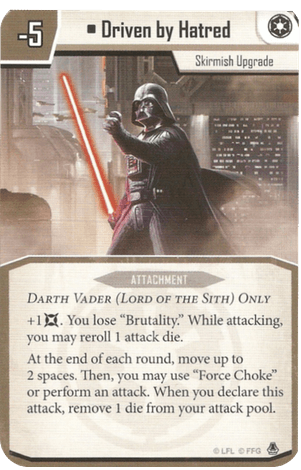 -5
Driven by Hatred
Skirmish Upgrade
ATTACHMENT
DARTH VADER (LORD OF THE SITH) ONLY
+1. You lose “Brutality.” While attacking,
you may reroll 1 attack die.
At the end of each round, move up to
2 spaces. Then, you may use “Force Choke”
or perform an attack. When you declare this
attack, remove 1 die from your attack pool.
© LFL © FFG